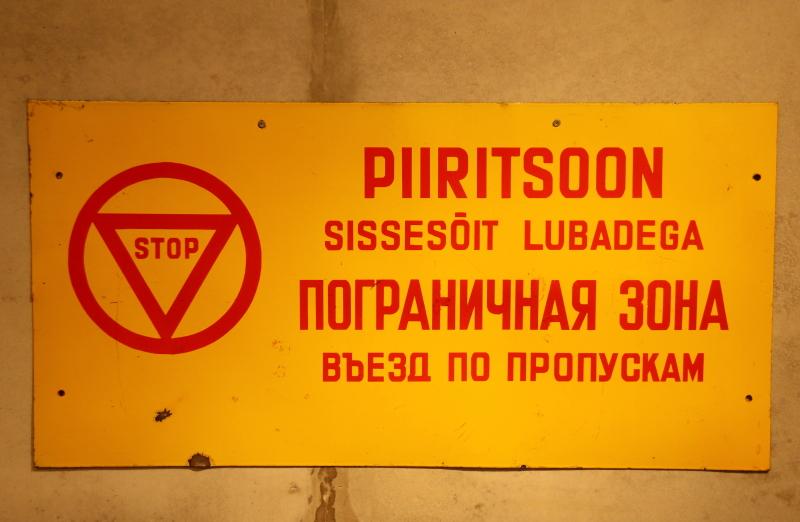 STOP
PIIRITSOON
SISSESÕIT LUBADEGA
ПОГРАНИЧНАЯ ЗОНА
ВЪЕЗД ПО ПРОПУСКАМ